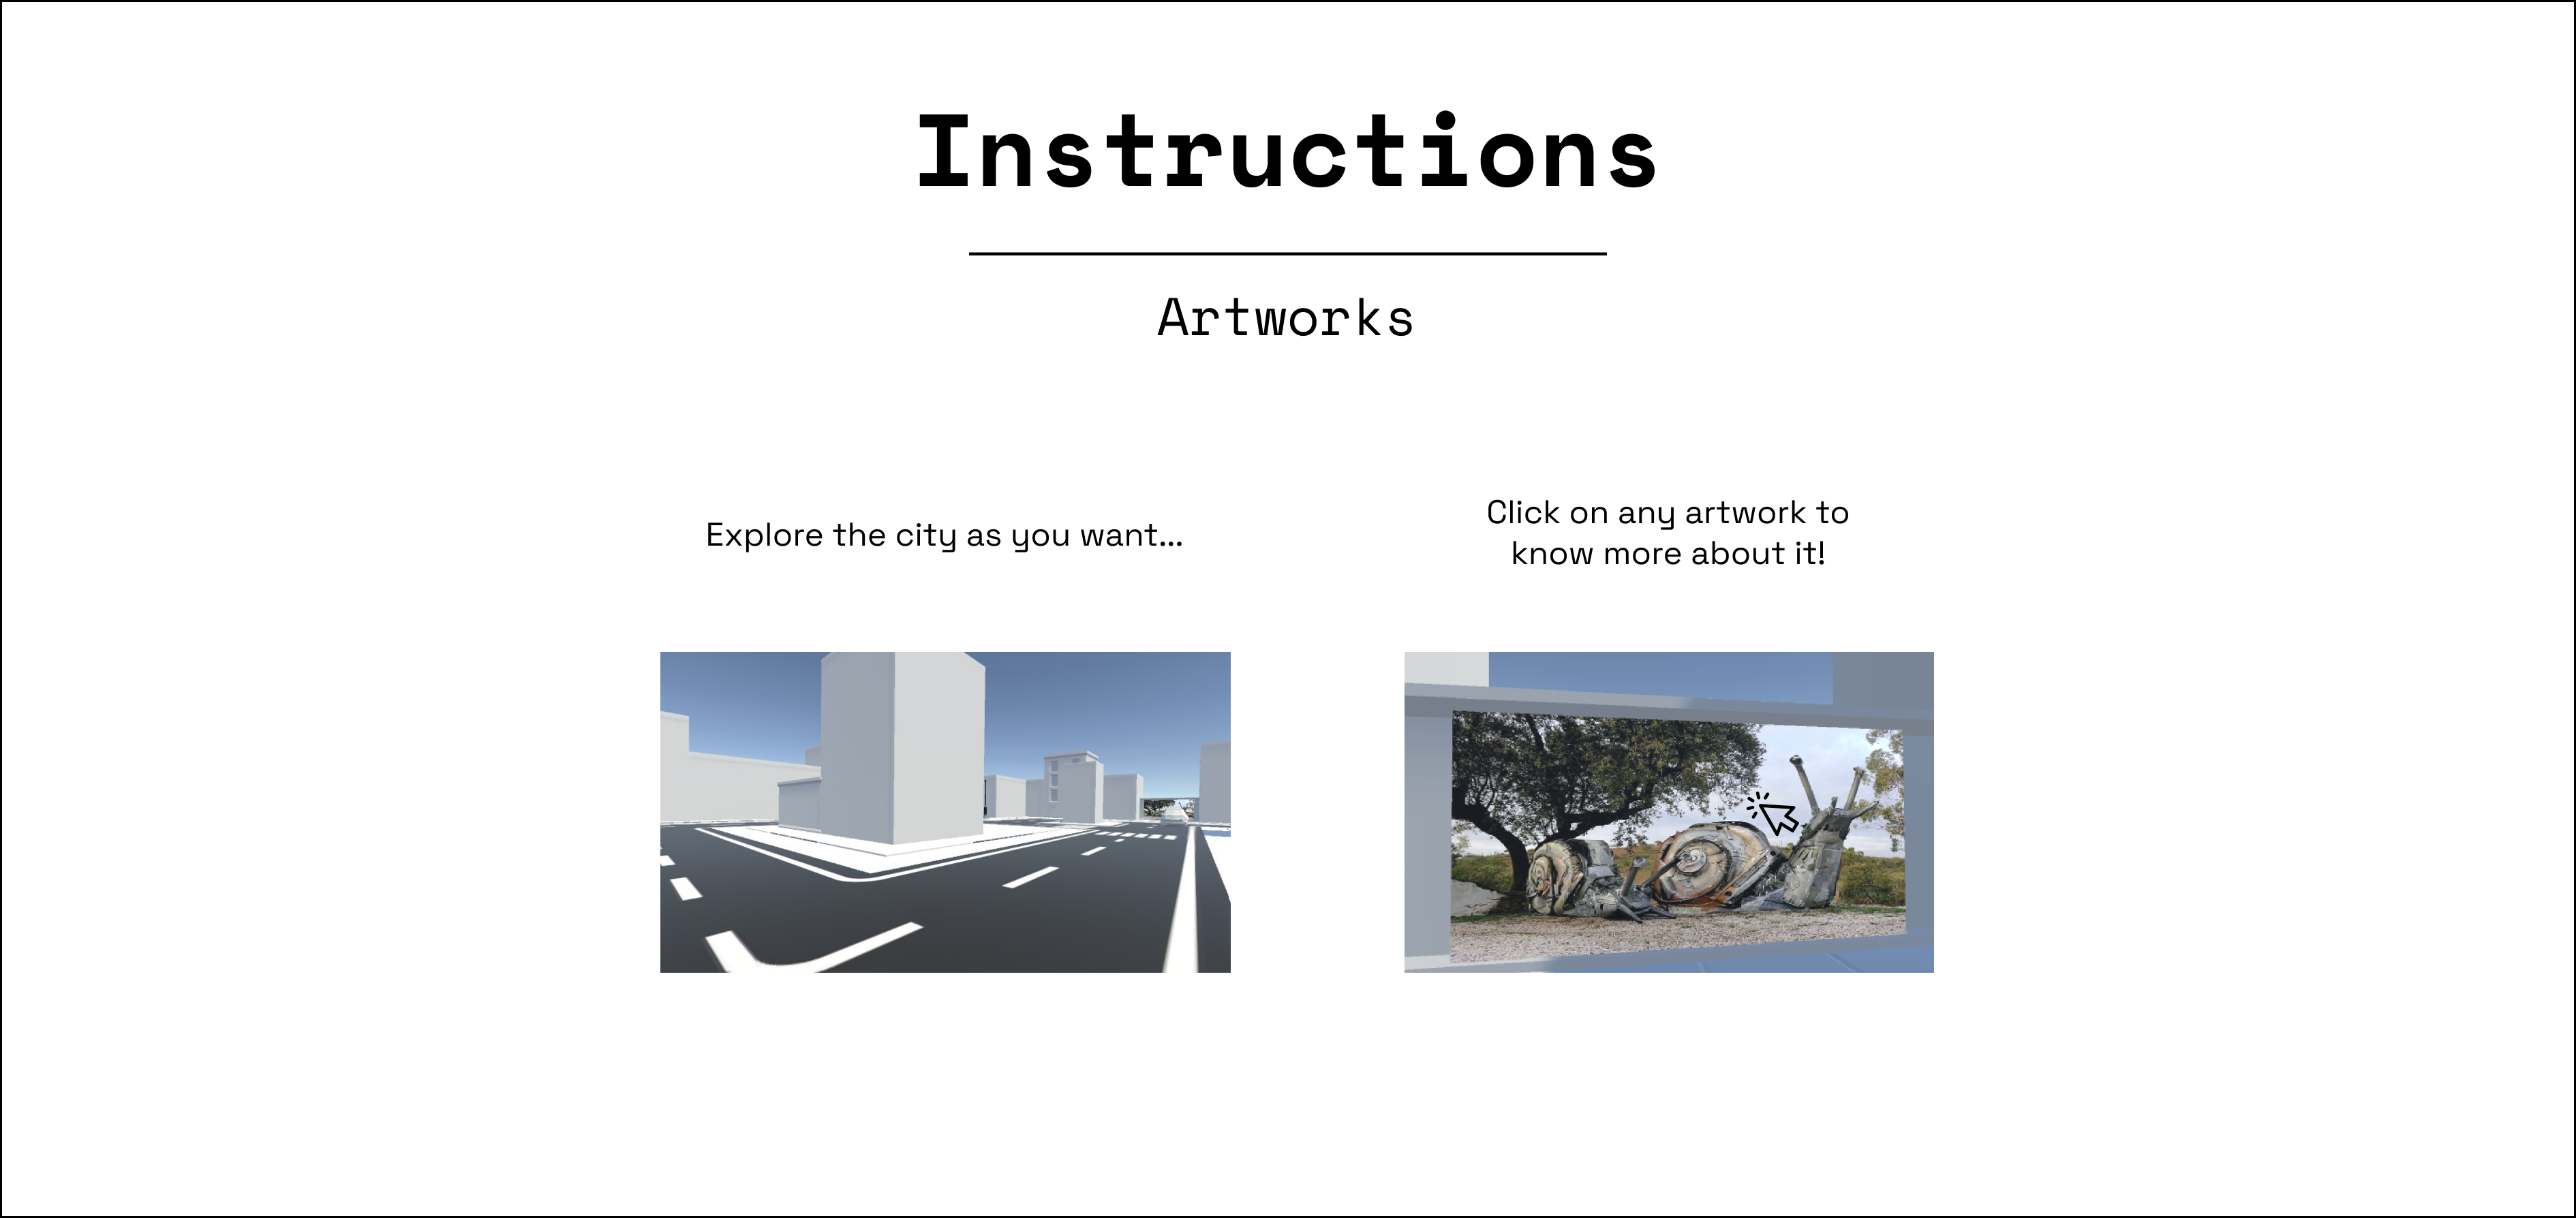 Instructions
Artworks
Explore the city as you want...
Click on any artwork to
know more about it!